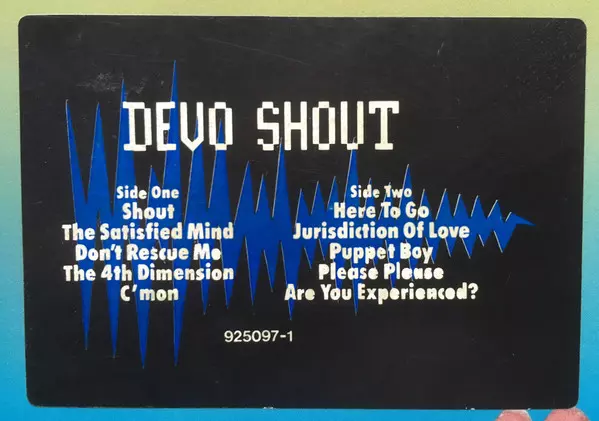 DEVO SHOUT
Side One
Shout
The Satisfied Mind
Don't Rescue Me
The 4th Dimension
C'mon
Side Two
Here To Go
Jurisdiction Of Love
Puppet Boy
Please Please
Are You Experienced?
925097-1